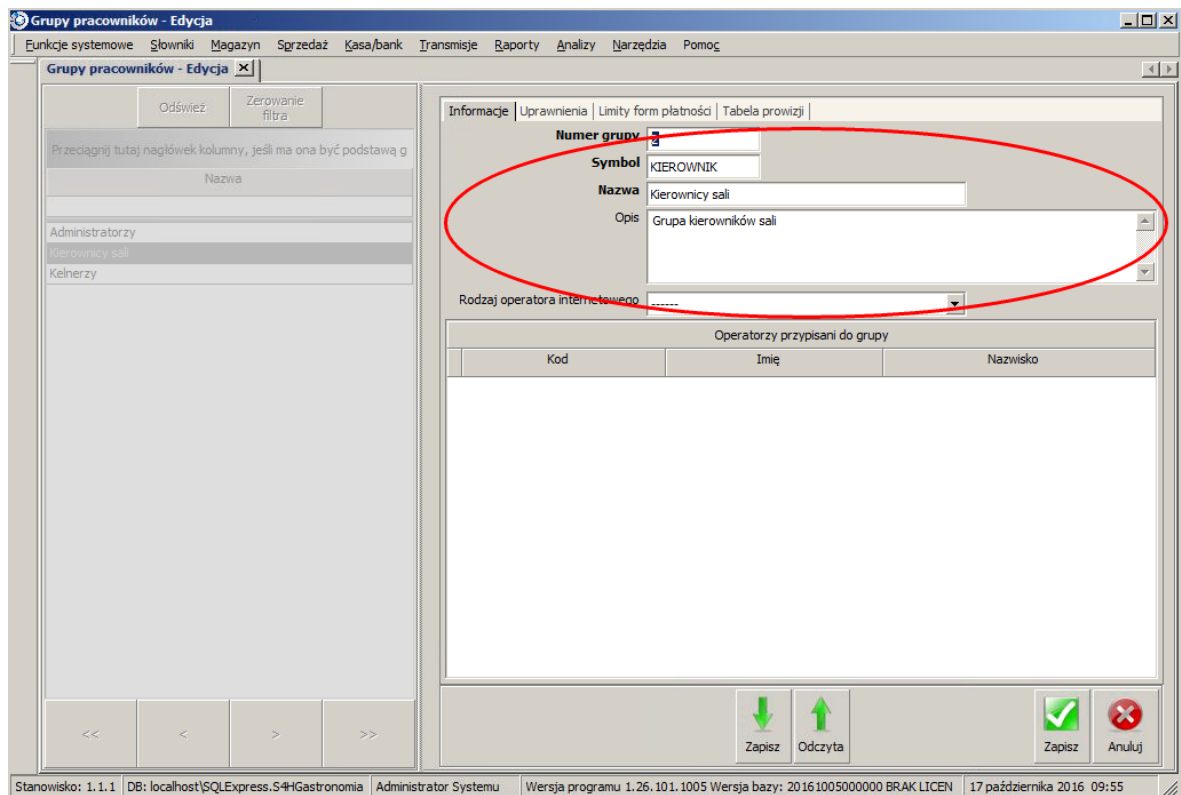 Grupy pracowników - Edycja
Funkcje systemowe Słowniki Magazyn Sprzedaż Kasa/bank Transmisje Raporty Analizy Narzędzia Pomoc
Grupy pracowników - Edycja
Odśwież
Zerowanie
filtra
Przeciągnij tutaj nagłówek kolumny, jeśli ma ona być podstawą g
Nazwa
Administratorzy
Kierownicy sali
Kelnerzy
<< < > >>
Informacje Uprawnienia Limity form płatności Tabela prowizji
Numer grupy 2
Symbol KIEROWNIK
Nazwa Kierownicy sali
Opis Grupa kierowników sali
Rodzaj operatora internetowego ------
Operatorzy przypisani do grupy
Kod Imię Nazwisko
Zapisz Odczyta Zapisz Anuluj
Stanowisko: 1.1.1 DB: localhost\SQLExpress.S4HGastronomia Administrator Systemu Wersja programu 1.26.101.1005 Wersja bazy: 20161005000000 BRAK LICEN 17 października 2016 09:55